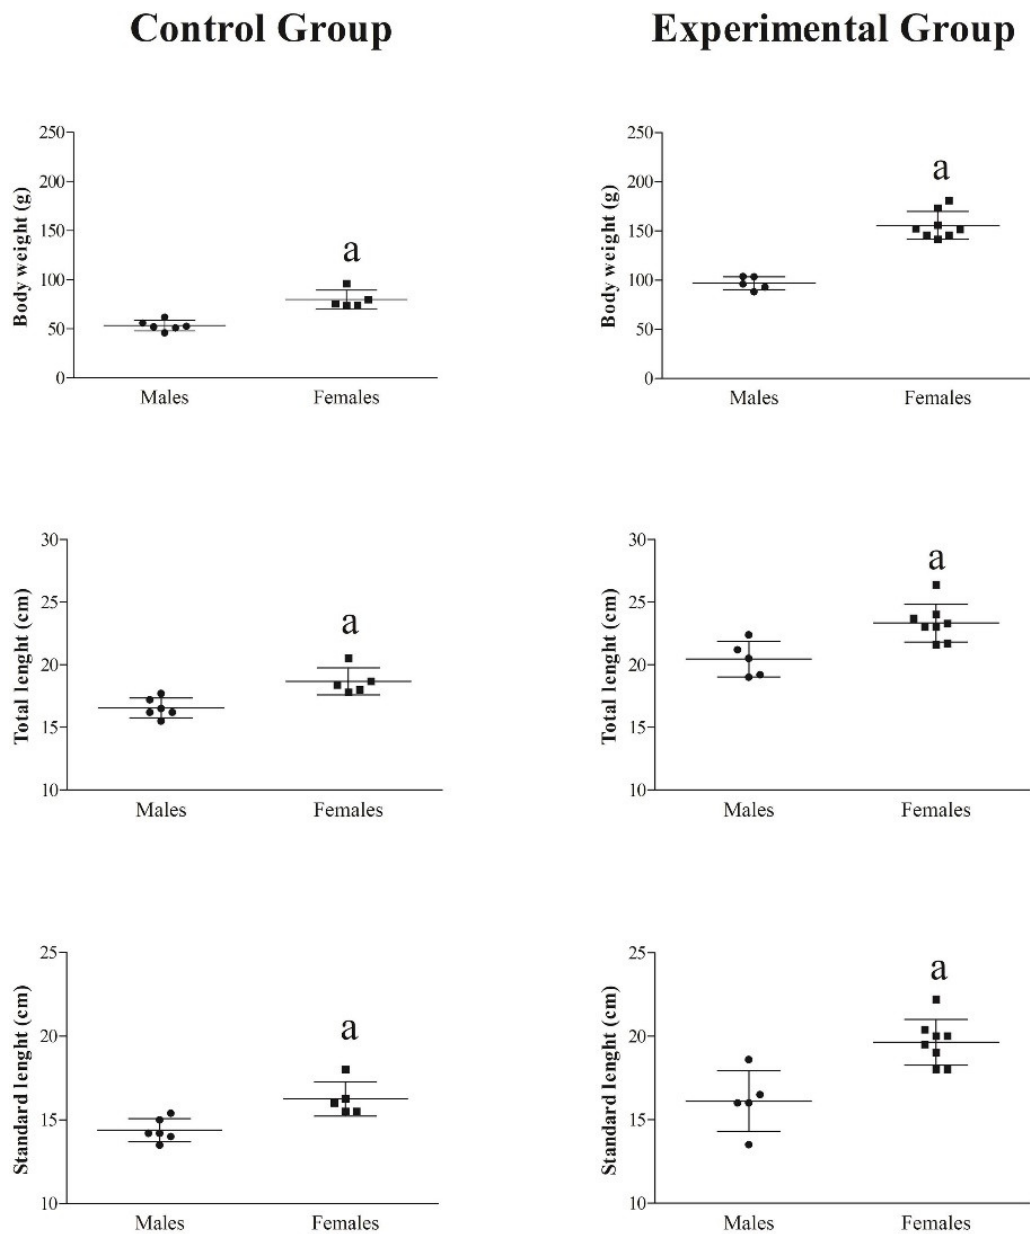 Control Group
Experimental Group
Body weight (g)
250
200
150
100
50
0
a
Males
Females
Body weight (g)
250
200
150
100
50
0
a
Males
Females
Total lenght (cm)
30
25
20
15
10
a
Males
Females
Total lenght (cm)
30
25
20
15
10
a
Males
Females
Standard lenght (cm)
25
20
15
10
a
Males
Females
Standard lenght (cm)
25
20
15
10
a
Males
Females